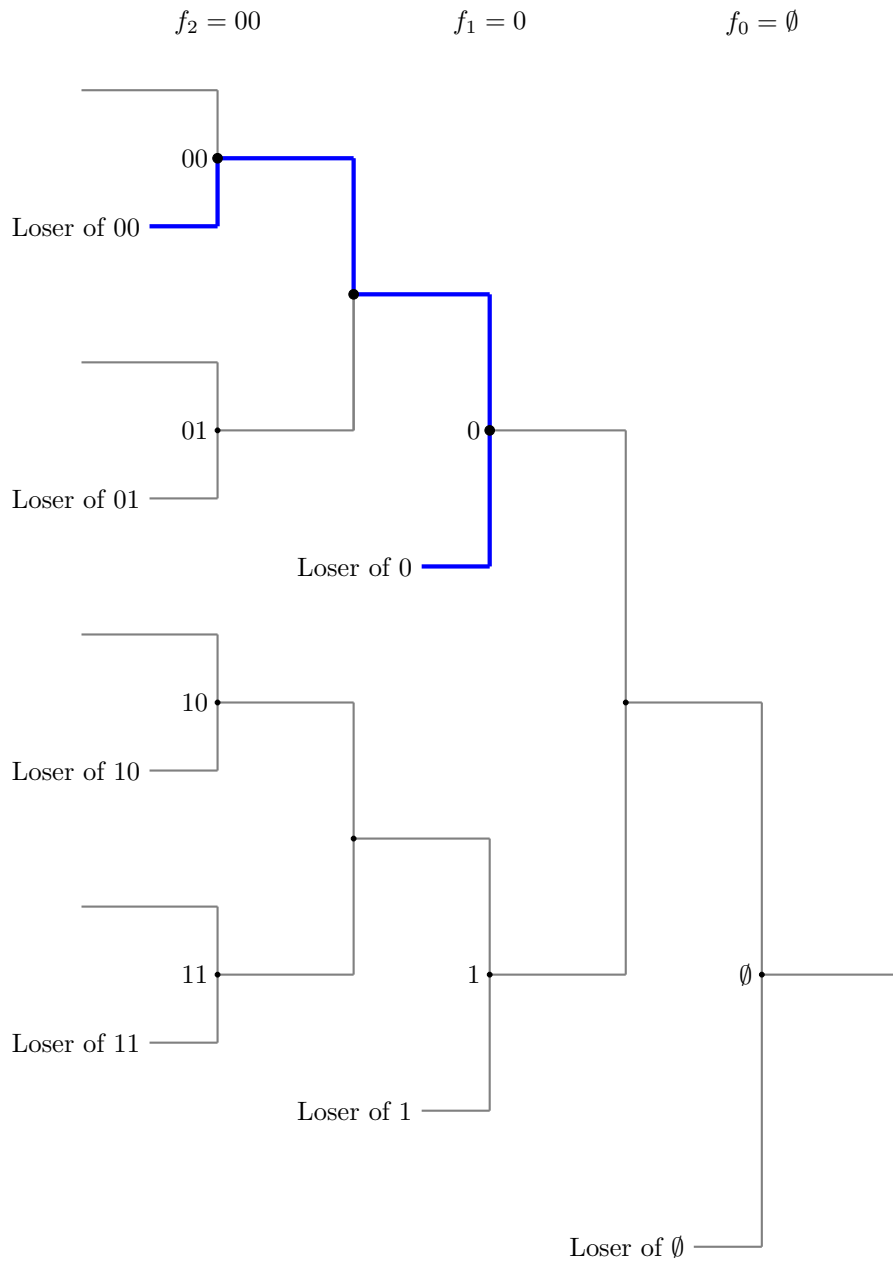 f₂ = 00 f₁ = 0 f₀ = ∅
00
Loser of 00
01
0
Loser of 01
Loser of 0
10
Loser of 10
11
1
∅
Loser of 11
Loser of 1
Loser of ∅